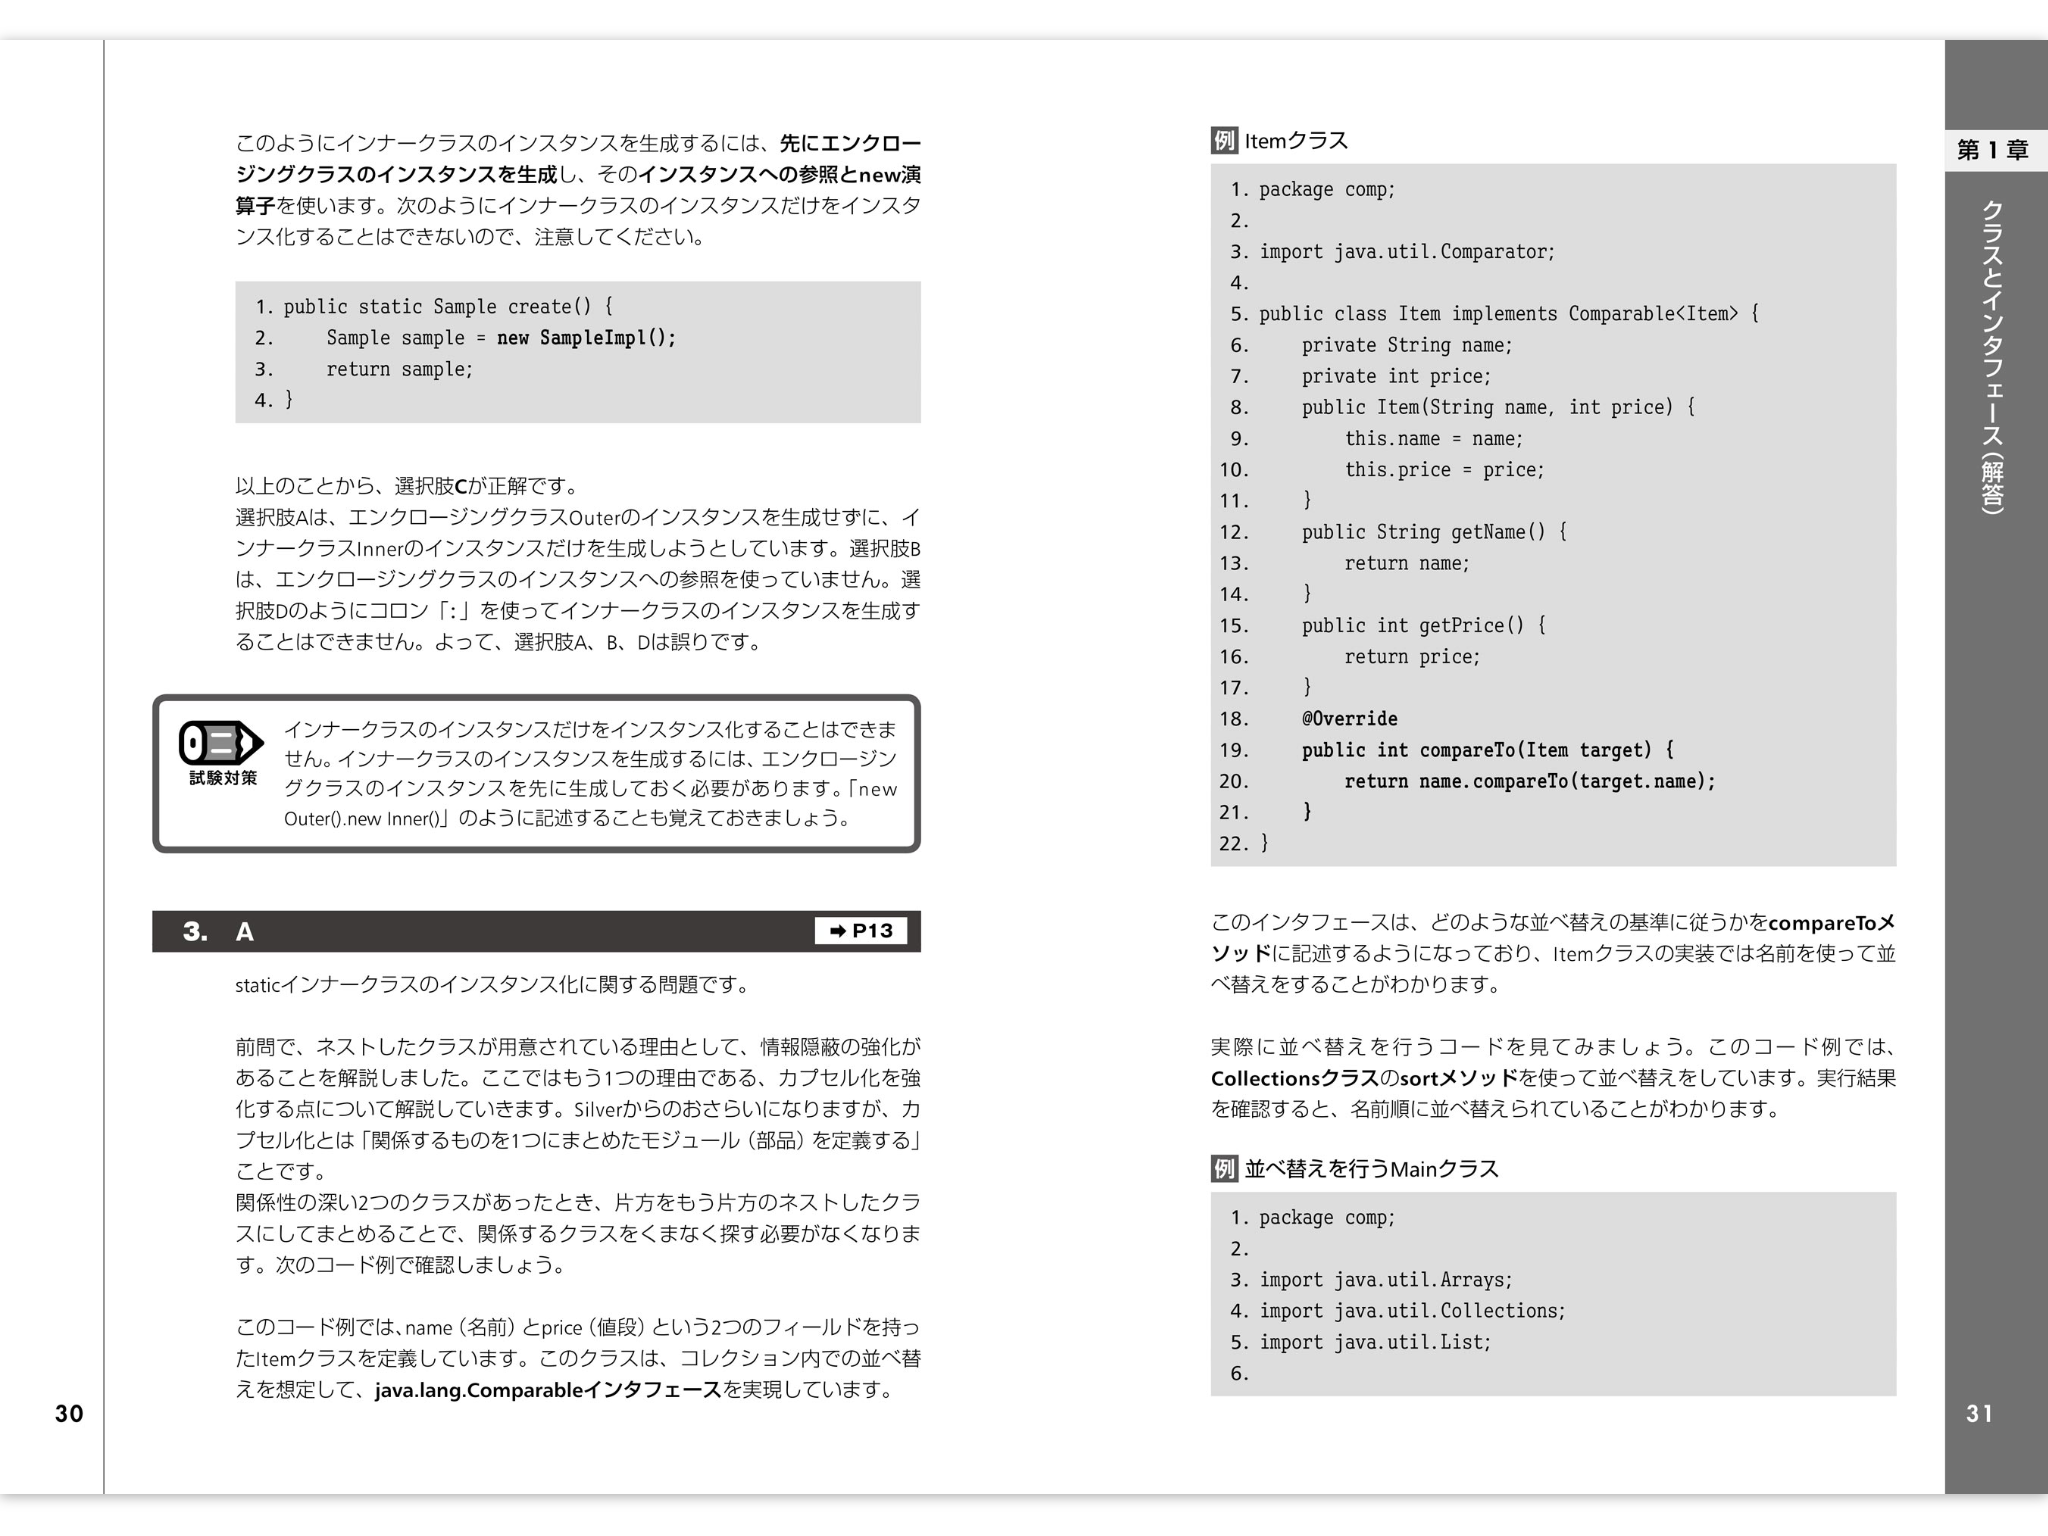 このようにインナークラスのインスタンスを生成するには、先にエンクロー
ジングクラスのインスタンスを生成し、そのインスタンスへの参照とnew演
算子を使います。次のようにインナークラスのインスタンスだけをインスタ
ンス化することはできないので、注意してください。
1. public static Sample create() {
2.     Sample sample = new SampleImpl();
3.     return sample;
4. }
以上のことから、選択肢Cが正解です。
選択肢Aは、エンクロージングクラスOuterのインスタンスを生成せずに、イ
ンナークラスInnerのインスタンスだけを生成しようとしています。選択肢B
は、エンクロージングクラスのインスタンスへの参照を使っていません。選
択肢Dのようにコロン「:」を使ってインナークラスのインスタンスを生成す
ることはできません。よって、選択肢A、B、Dは誤りです。
試験対策
インナークラスのインスタンスだけをインスタンス化することはできま
せん。インナークラスのインスタンスを生成するには、エンクロージン
グクラスのインスタンスを先に生成しておく必要があります。「new
Outer().new Inner()」のように記述することも覚えておきましょう。
3. A ➡ P13
staticインナークラスのインスタンス化に関する問題です。
前問で、ネストしたクラスが用意されている理由として、情報隠蔽の強化が
あることを解説しました。ここではもう1つの理由である、カプセル化を強
化する点について解説していきます。Silverからのおさらいになりますが、カ
プセル化とは「関係するものを1つにまとめたモジュール（部品）を定義する」
ことです。
関係性の深い2つのクラスがあったとき、片方をもう片方のネストしたクラ
スにしてまとめることで、関係するクラスをくまなく探す必要がなくなりま
す。次のコード例で確認しましょう。
このコード例では、name（名前）とprice（値段）という2つのフィールドを持っ
たItemクラスを定義しています。このクラスは、コレクション内での並べ替
えを想定して、java.lang.Comparableインタフェースを実現しています。
30
例 Itemクラス
1. package comp;
2.
3. import java.util.Comparator;
4.
5. public class Item implements Comparable<Item> {
6.     private String name;
7.     private int price;
8.     public Item(String name, int price) {
9.         this.name = name;
10.         this.price = price;
11.     }
12.     public String getName() {
13.         return name;
14.     }
15.     public int getPrice() {
16.         return price;
17.     }
18.     @Override
19.     public int compareTo(Item target) {
20.         return name.compareTo(target.name);
21.     }
22. }
このインタフェースは、どのような並べ替えの基準に従うかをcompareToメ
ソッドに記述するようになっており、Itemクラスの実装では名前を使って並
べ替えをすることがわかります。
実際に並べ替えを行うコードを見てみましょう。このコード例では、
Collectionsクラスのsortメソッドを使って並べ替えをしています。実行結果
を確認すると、名前順に並べ替えられていることがわかります。
例 並べ替えを行うMainクラス
1. package comp;
2.
3. import java.util.Arrays;
4. import java.util.Collections;
5. import java.util.List;
6.
第1章
クラスとインタフェース（解答）
31